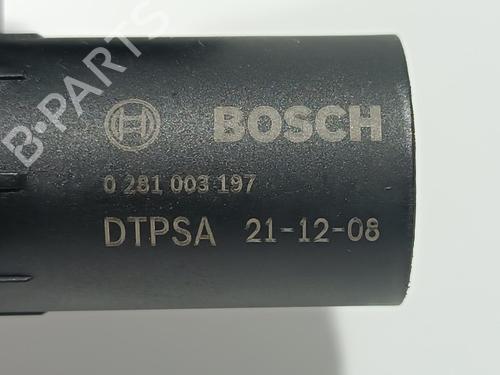 B-PARTS
BOSCH
0 281 003 197
DTPSA 21-12-08